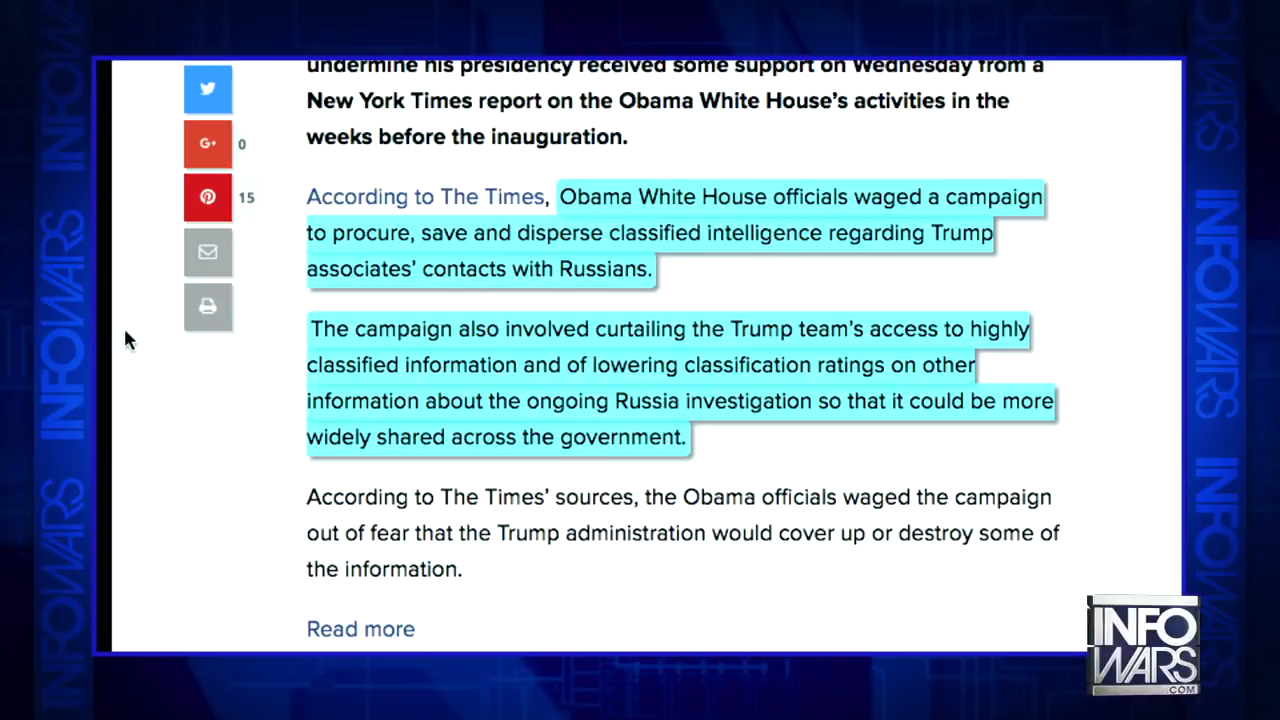 undermine his presidency received some support on Wednesday from a
New York Times report on the Obama White House's activities in the
weeks before the inauguration.
0
According to The Times, Obama White House officials waged a campaign
15
to procure, save and disperse classified intelligence regarding Trump
associates' contacts with Russians.
The campaign also involved curtailing the Trump team's access to highly
classified information and of lowering classification ratings on other
information about the ongoing Russia investigation so that it could be more
widely shared across the government.
According to The Times' sources, the Obama officials waged the campaign
out of fear that the Trump administration would cover up or destroy some of
the information.
Read more
G+
INFOWARS
INFOWARS
INFOWARS
INFOWARS
INFOWARS
INFOWARS
INFO
WARS
.COM